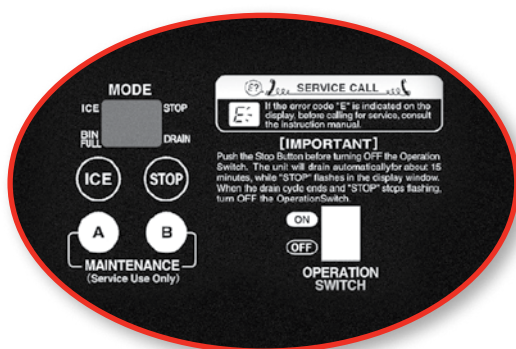 MODE
ICE STOP
BIN FULL DRAIN
ICE STOP
A B
MAINTENANCE
(Service Use Only)
SERVICE CALL
E If the error code "E" is indicated on the
display, before calling for service, consult
the instruction manual.
[IMPORTANT]
Push the Stop Button before turning OFF the Operation
Switch. The unit will drain automatically for about 15
minutes, while "STOP" flashes in the display window.
When the drain cycle ends and "STOP" stops flashing,
turn OFF the OperationSwitch.
ON
OFF
OPERATION
SWITCH